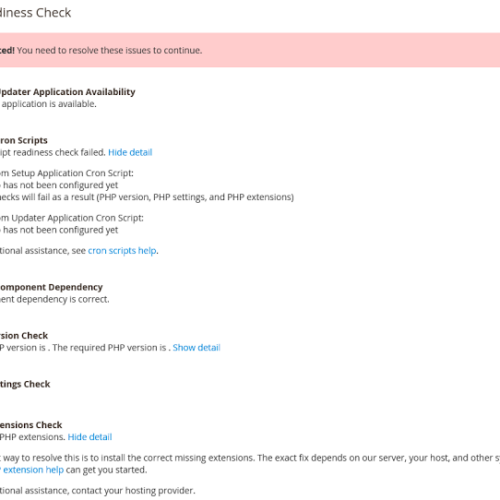 diness Check
ted! You need to resolve these issues to continue.
pdater Application Availability
application is available.
ron Scripts
ipt readiness check failed. Hide detail
om Setup Application Cron Script:
has not been configured yet
hecks will fail as a result (PHP version, PHP settings, and PHP extensions)
om Updater Application Cron Script:
has not been configured yet
tional assistance, see cron scripts help.
omponent Dependency
nent dependency is correct.
rsion Check
P version is . The required PHP version is . Show detail
ttings Check
ensions Check
PHP extensions. Hide detail
t way to resolve this is to install the correct missing extensions. The exact fix depends on our server, your host, and other s
P extension help can get you started.
tional assistance, contact your hosting provider.